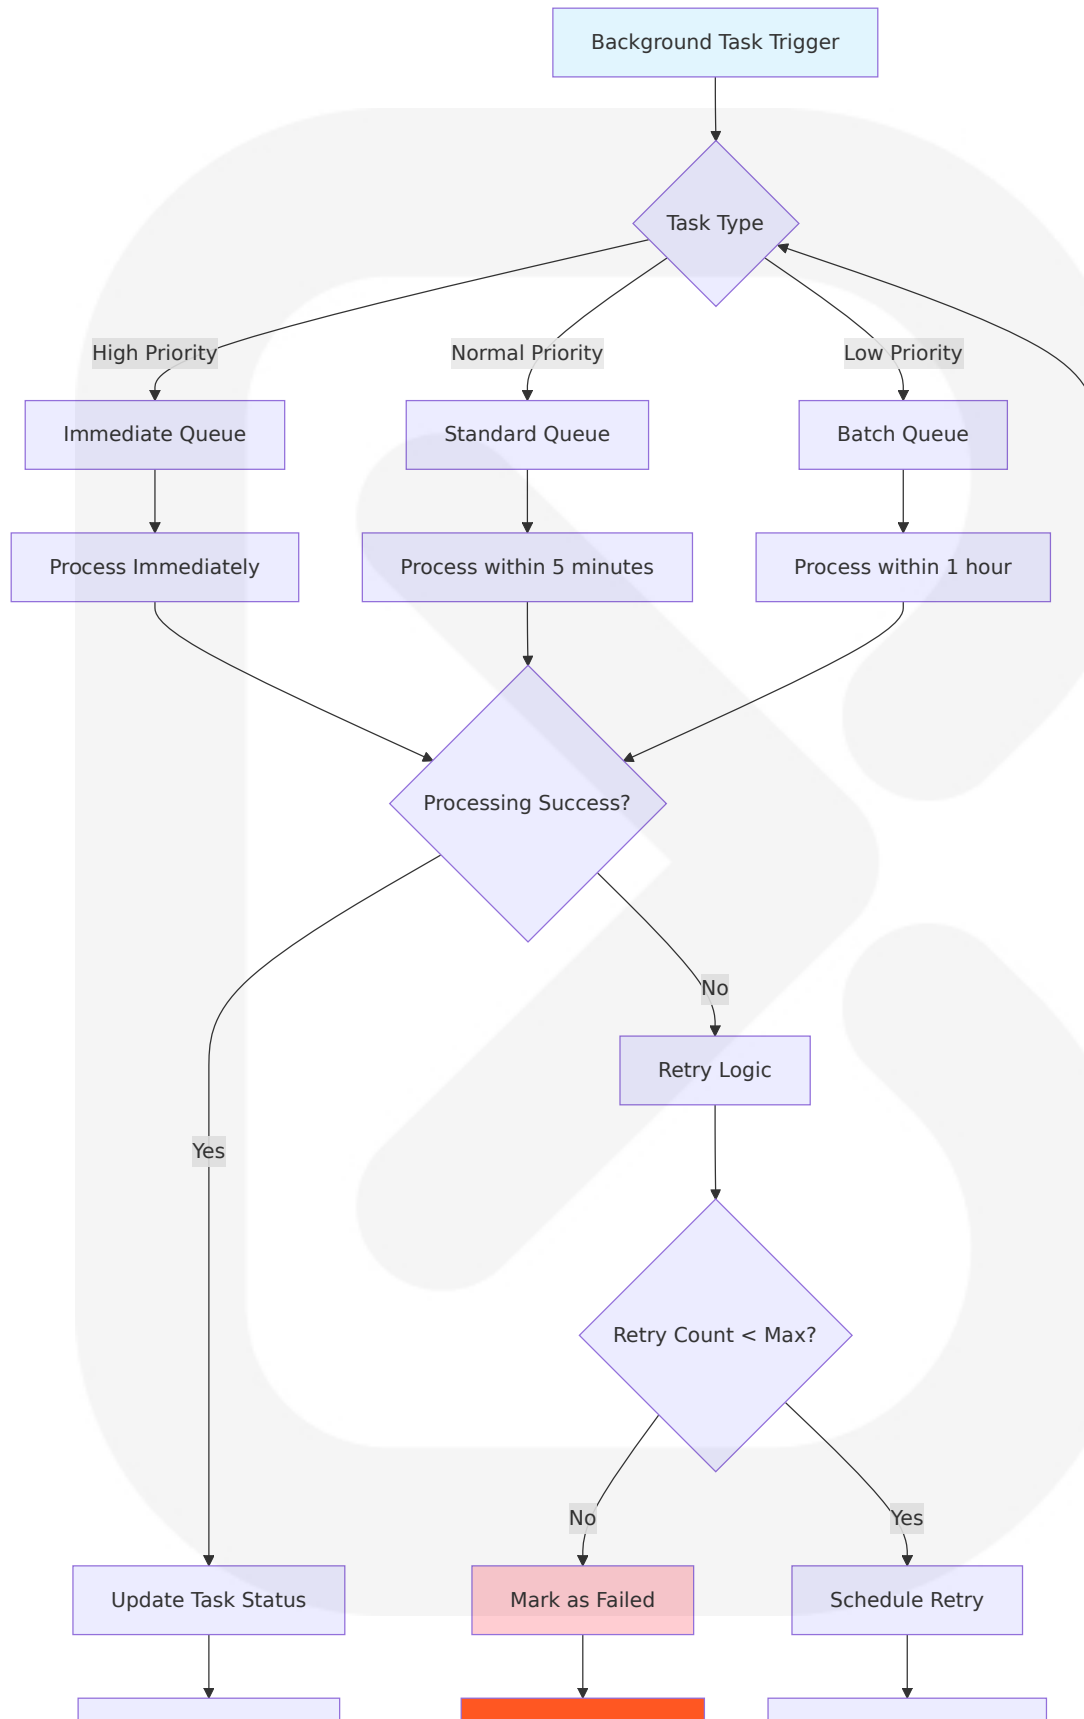 Background Task Trigger
Task Type
High Priority
Normal Priority
Low Priority
Immediate Queue
Standard Queue
Batch Queue
Process Immediately
Process within 5 minutes
Process within 1 hour
Processing Success?
No
Retry Logic
Yes
Retry Count < Max?
No
Yes
Update Task Status
Mark as Failed
Schedule Retry